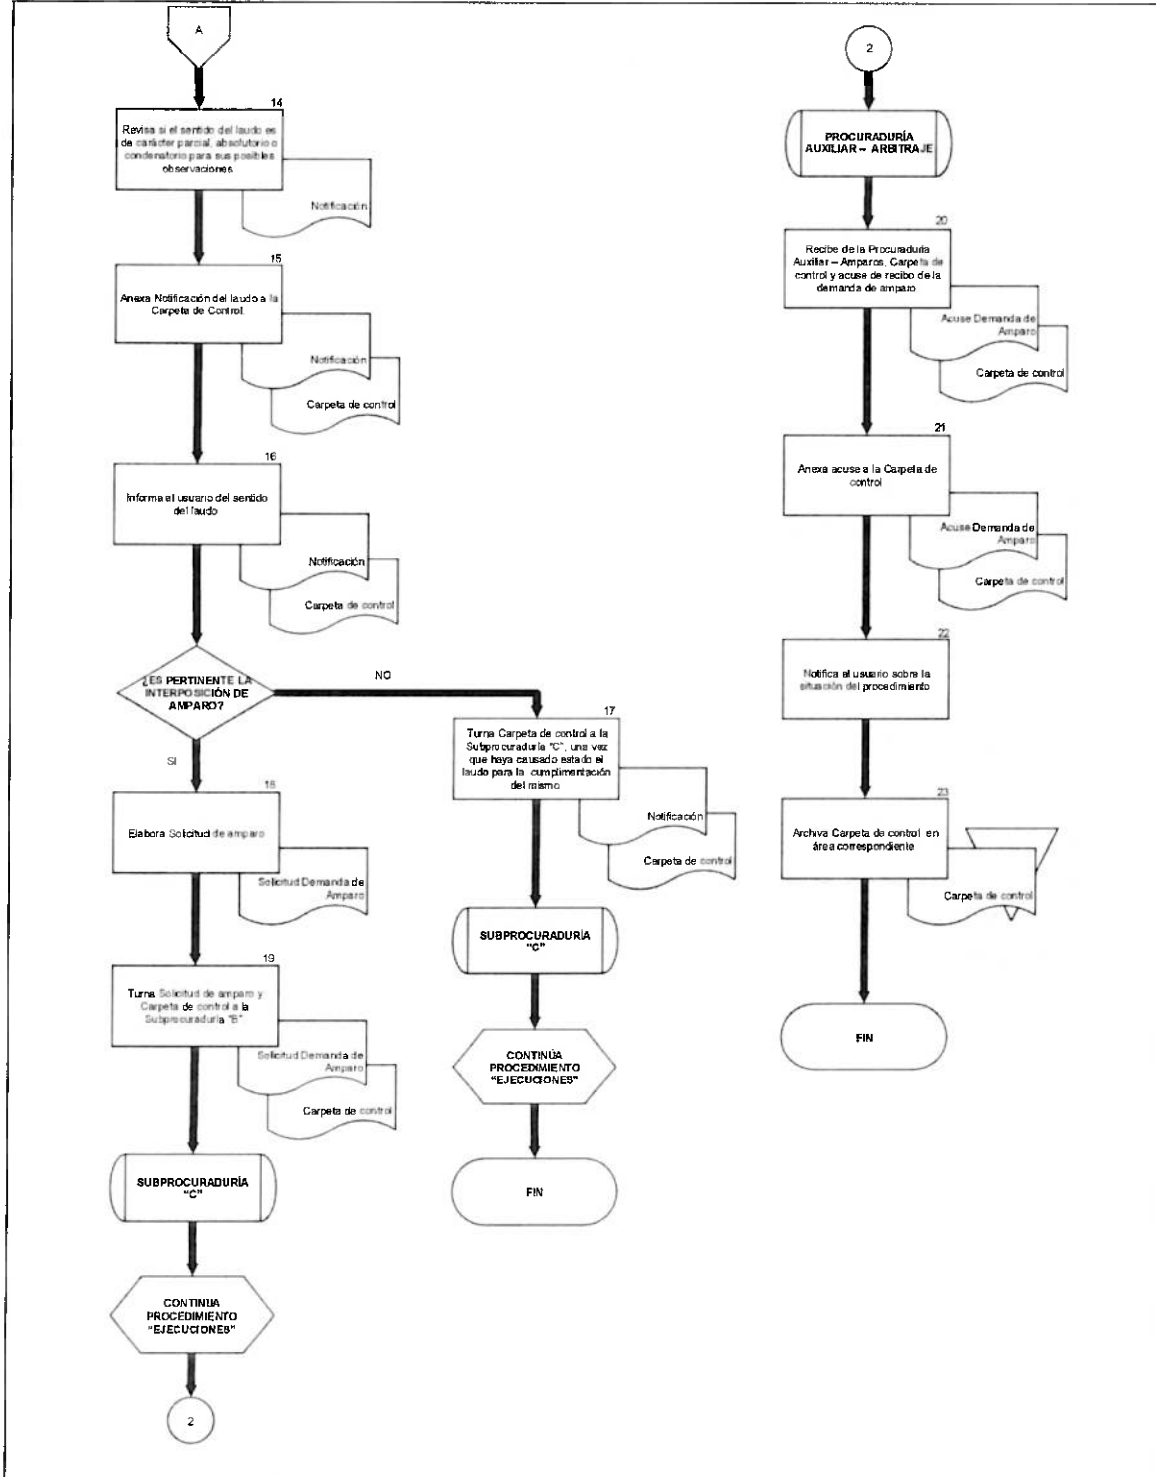 A
14
Revisa si el sentido del laudo es
de carácter parcial, absolutorio o
condenatorio para sus posibles
observaciones
Notificación
15
Anexa Notificación del laudo a la
Carpeta de Control.
Notificación
Carpeta de control
16
Informa al usuario del sentido
del laudo
Notificación
Carpeta de control
¿ES PERTINENTE LA
INTERPOSICIÓN DE
AMPARO?
NO
SI
17
Turna Carpeta de control a la
Subprocuraduría "C", una vez
que haya causado estado el
laudo para la cumplimentación
del mismo
Notificación
Carpeta de control
SUBPROCURADURÍA
"C"
CONTINÚA
PROCEDIMIENTO
"EJECUCIONES"
FIN
18
Elabora Solicitud de amparo
Solicitud Demanda de
Amparo
19
Turna Solicitud de amparo y
Carpeta de control a la
Subprocuraduría "B"
Solicitud Demanda de
Amparo
Carpeta de control
SUBPROCURADURÍA
"C"
CONTINUA
PROCEDIMIENTO
"EJECUCIONES"
2
2
PROCURADURÍA
AUXILIAR – ARBITRAJE
20
Recibe de la Procuraduría
Auxiliar – Amparos, Carpeta de
control y acuse de recibo de la
demanda de amparo
Acuse Demanda de
Amparo
Carpeta de control
21
Anexa acuse a la Carpeta de
control
Acuse Demanda de
Amparo
Carpeta de control
22
Notifica al usuario sobre la
situación del procedimiento
23
Archiva Carpeta de control en
área correspondiente
Carpeta de control
FIN